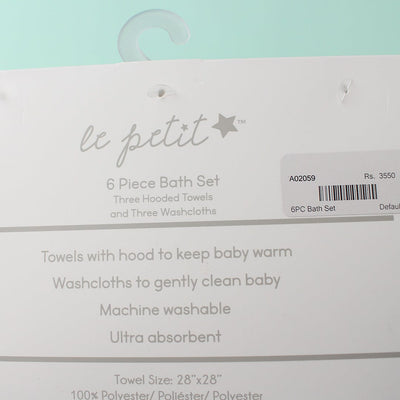 le petit ™
6 Piece Bath Set
Three Hooded Towels
and Three Washcloths
A02059 Rs. 3550
6PC Bath Set Defaul
Towels with hood to keep baby warm
Washcloths to gently clean baby
Machine washable
Ultra absorbent
Towel Size: 28"x28"
100% Polyester/ Poliéster/ Polyester